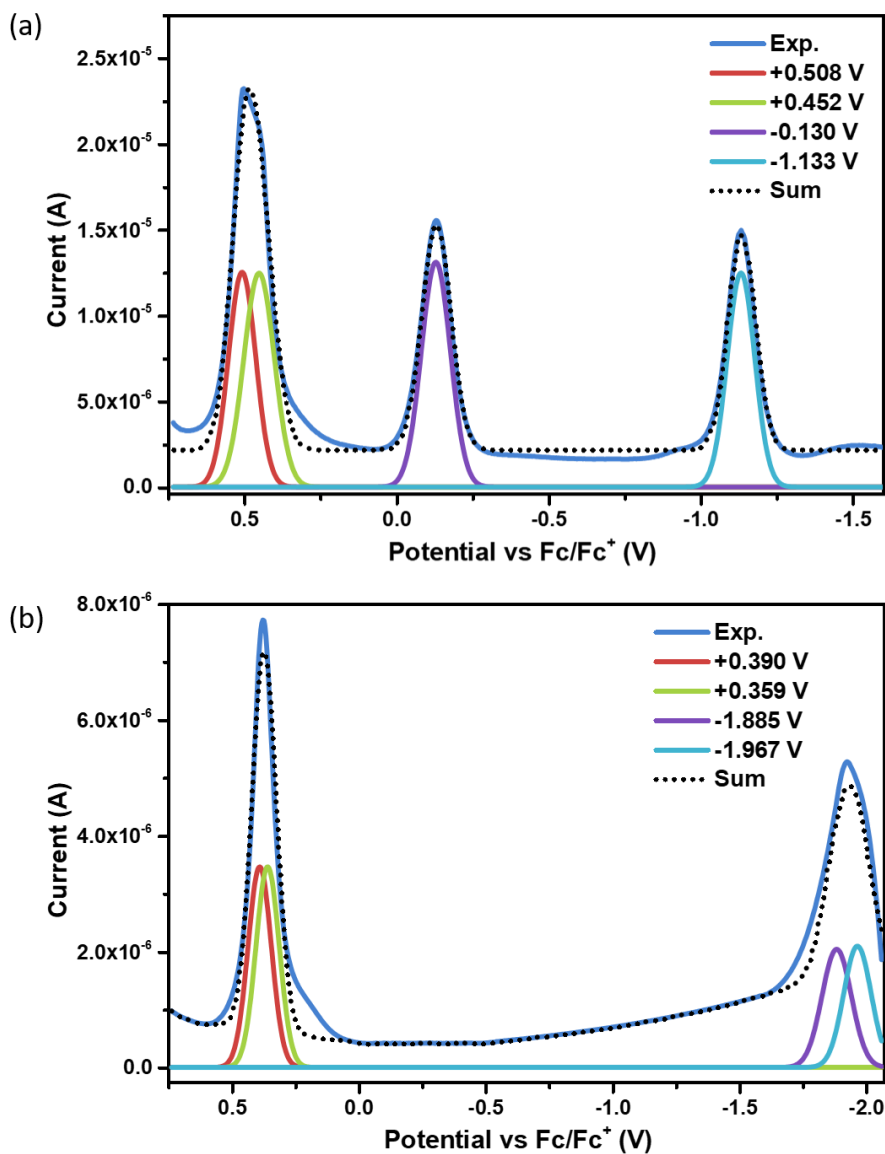 (a)
2.5x10⁻⁵
2.0x10⁻⁵
1.5x10⁻⁵
1.0x10⁻⁵
5.0x10⁻⁶
0.0
Current (A)
Exp.
+0.508 V
+0.452 V
-0.130 V
-1.133 V
Sum
0.5 0.0 -0.5 -1.0 -1.5
Potential vs Fc/Fc⁺ (V)
(b)
8.0x10⁻⁶
6.0x10⁻⁶
4.0x10⁻⁶
2.0x10⁻⁶
0.0
Current (A)
Exp.
+0.390 V
+0.359 V
-1.885 V
-1.967 V
Sum
0.5 0.0 -0.5 -1.0 -1.5 -2.0
Potential vs Fc/Fc⁺ (V)